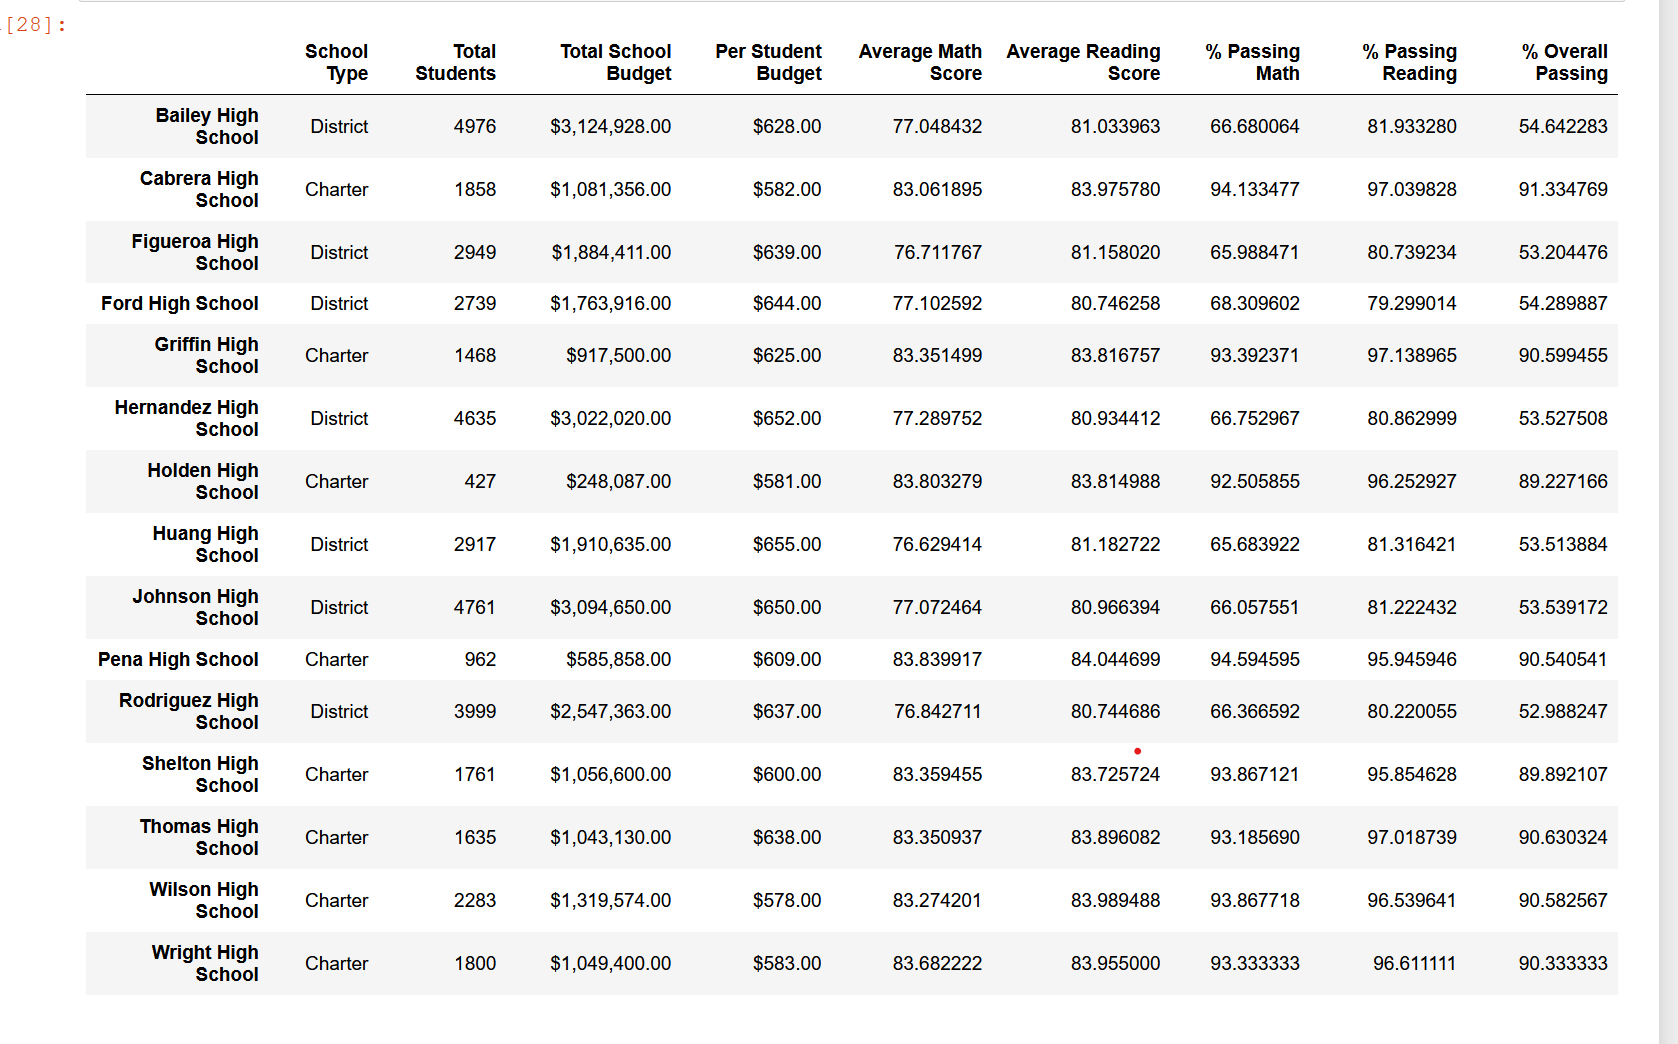 [28]:
School Type Total Students Total School Budget Per Student Budget Average Math Score Average Reading Score % Passing Math % Passing Reading % Overall Passing
Bailey High School District 4976 $3,124,928.00 $628.00 77.048432 81.033963 66.680064 81.933280 54.642283
Cabrera High School Charter 1858 $1,081,356.00 $582.00 83.061895 83.975780 94.133477 97.039828 91.334769
Figueroa High School District 2949 $1,884,411.00 $639.00 76.711767 81.158020 65.988471 80.739234 53.204476
Ford High School District 2739 $1,763,916.00 $644.00 77.102592 80.746258 68.309602 79.299014 54.289887
Griffin High School Charter 1468 $917,500.00 $625.00 83.351499 83.816757 93.392371 97.138965 90.599455
Hernandez High School District 4635 $3,022,020.00 $652.00 77.289752 80.934412 66.752967 80.862999 53.527508
Holden High School Charter 427 $248,087.00 $581.00 83.803279 83.814988 92.505855 96.252927 89.227166
Huang High School District 2917 $1,910,635.00 $655.00 76.629414 81.182722 65.683922 81.316421 53.513884
Johnson High School District 4761 $3,094,650.00 $650.00 77.072464 80.966394 66.057551 81.222432 53.539172
Pena High School Charter 962 $585,858.00 $609.00 83.839917 84.044699 94.594595 95.945946 90.540541
Rodriguez High School District 3999 $2,547,363.00 $637.00 76.842711 80.744686 66.366592 80.220055 52.988247
Shelton High School Charter 1761 $1,056,600.00 $600.00 83.359455 83.725724 93.867121 95.854628 89.892107
Thomas High School Charter 1635 $1,043,130.00 $638.00 83.350937 83.896082 93.185690 97.018739 90.630324
Wilson High School Charter 2283 $1,319,574.00 $578.00 83.274201 83.989488 93.867718 96.539641 90.582567
Wright High School Charter 1800 $1,049,400.00 $583.00 83.682222 83.955000 93.333333 96.611111 90.333333